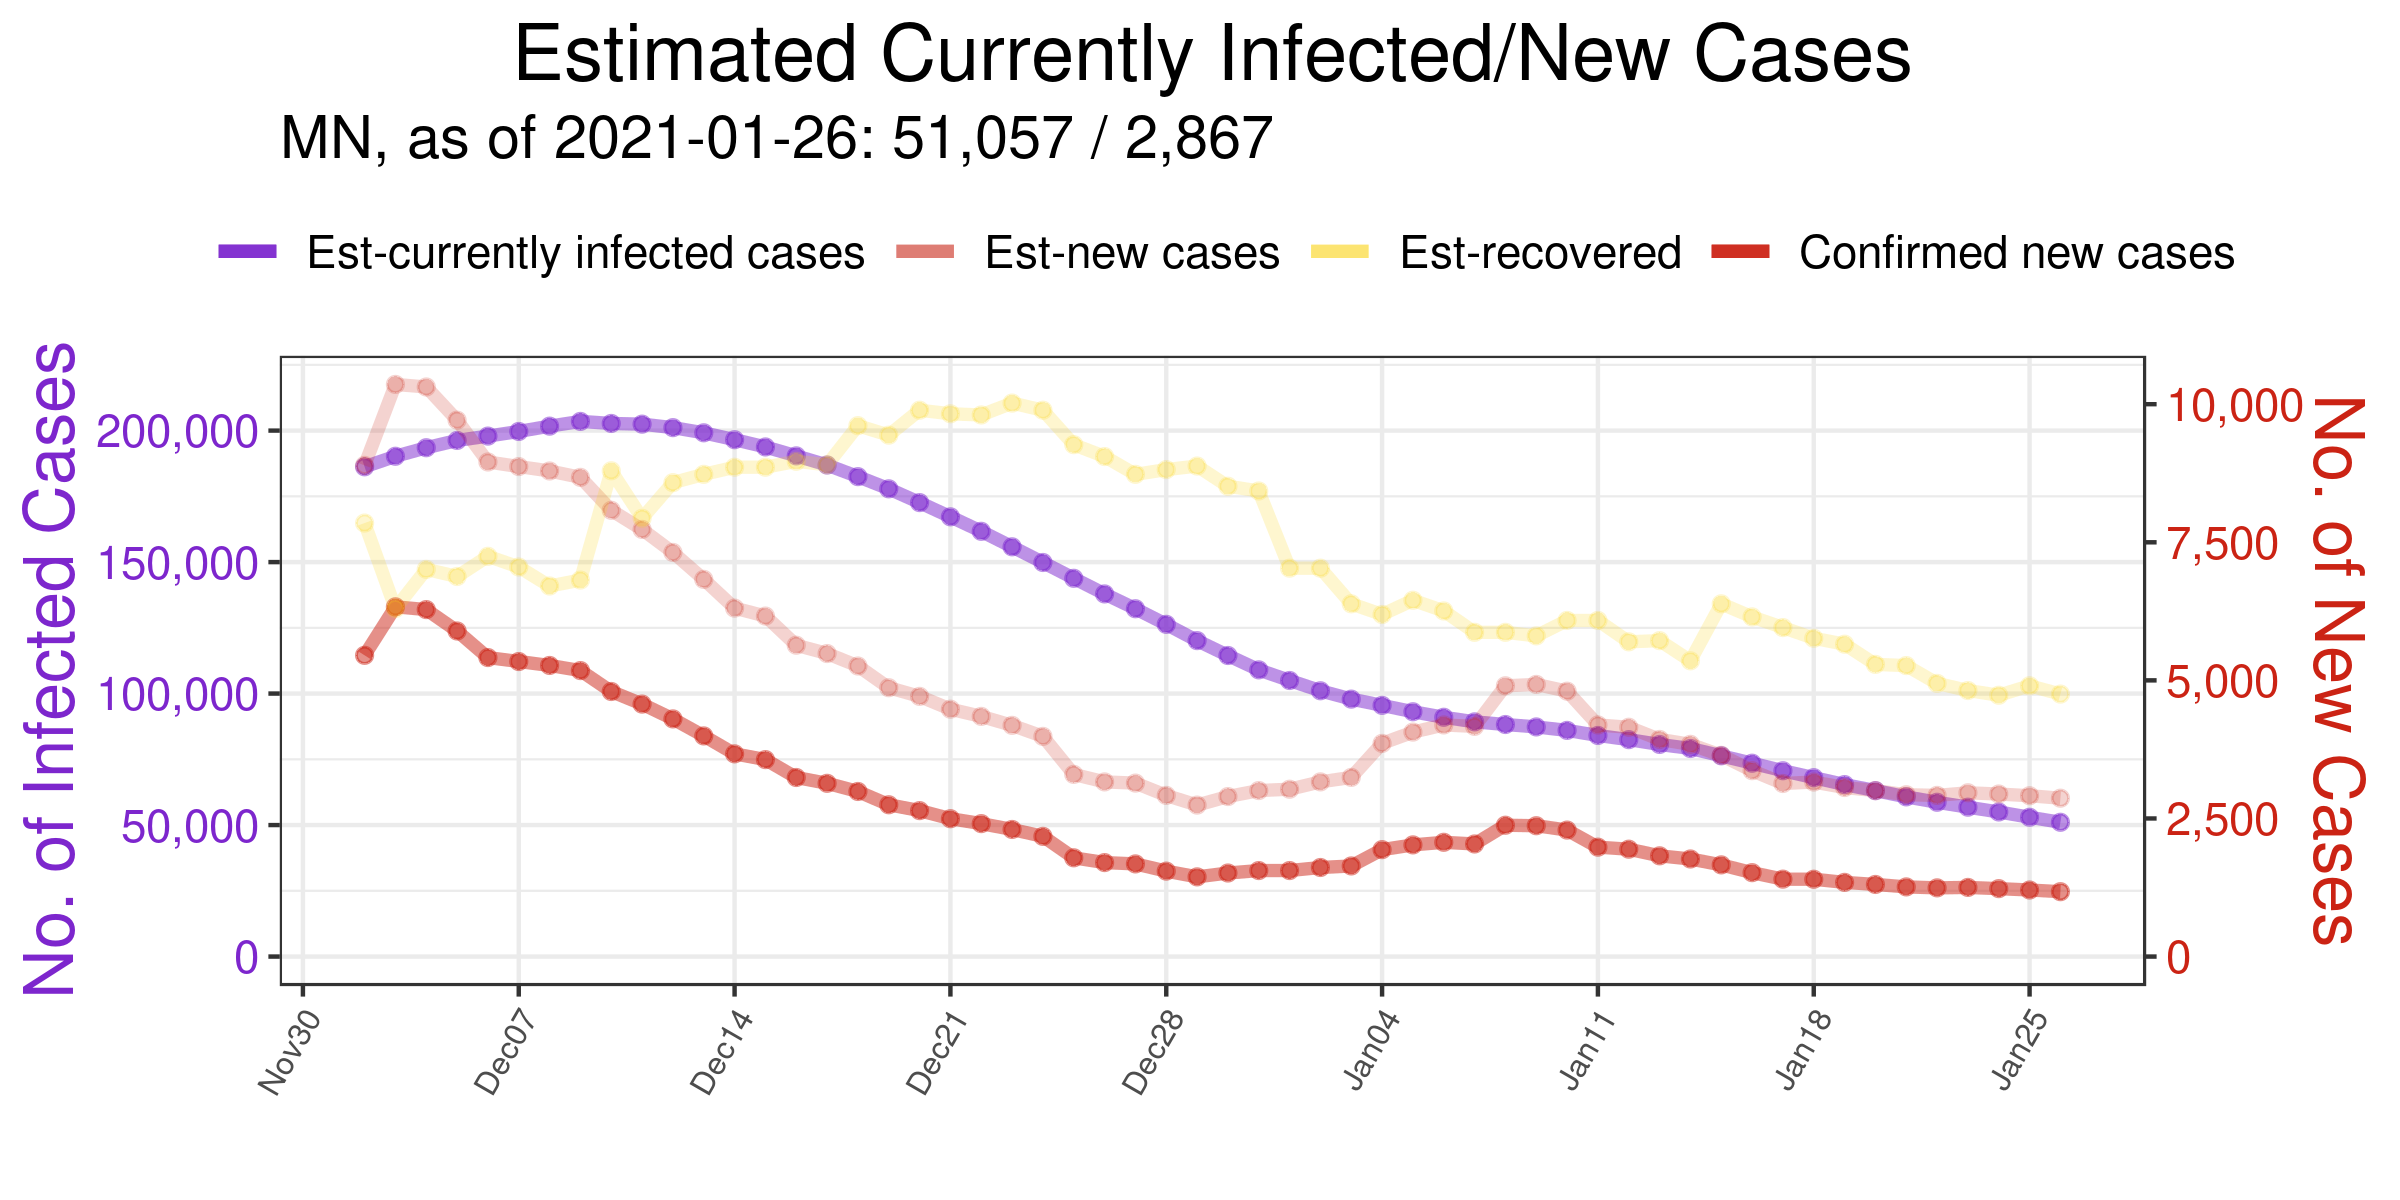 Estimated Currently Infected/New Cases
MN, as of 2021-01-26: 51,057 / 2,867
Est-currently infected cases Est-new cases Est-recovered Confirmed new cases
No. of Infected Cases
200,000
150,000
100,000
50,000
0
10,000
7,500
5,000
2,500
0
No. of New Cases
Nov30 Dec07 Dec14 Dec21 Dec28 Jan04 Jan11 Jan18 Jan25